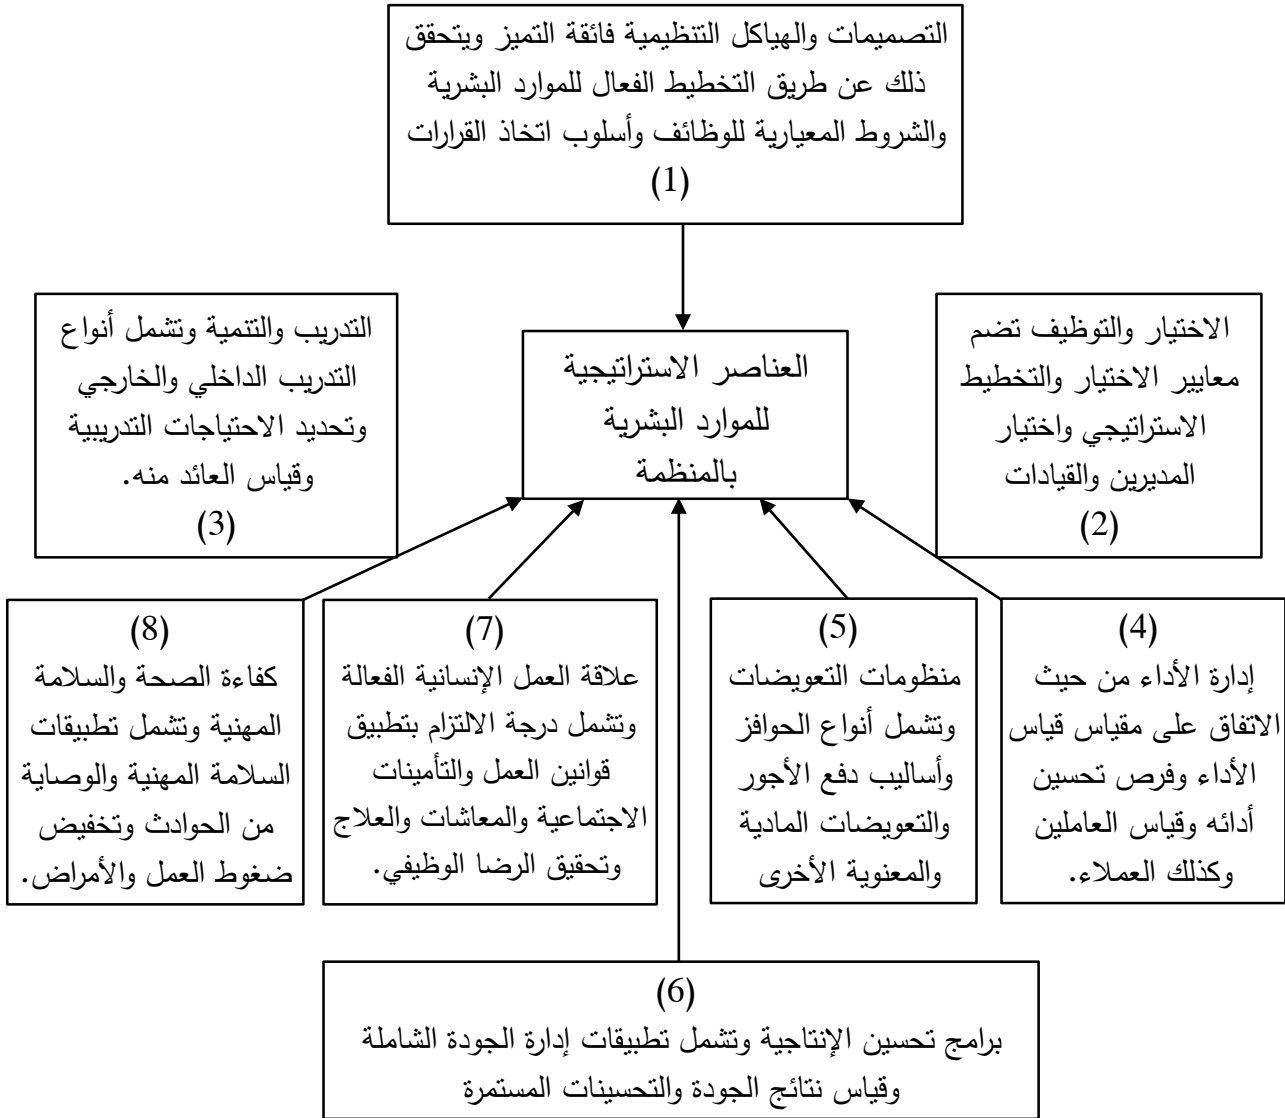 التصميمات والهياكل التنظيمية فائقة التميز ويتحقق
ذلك عن طريق التخطيط الفعال للموارد البشرية
والشروط المعيارية للوظائف وأسلوب اتخاذ القرارات
(1)
العناصر الاستراتيجية
للموارد البشرية
بالمنظمة
الاختيار والتوظيف تضم
معايير الاختيار والتخطيط
الاستراتيجي واختيار
المديرين والقيادات
(2)
التدريب والتنمية وتشمل أنواع
التدريب الداخلي والخارجي
وتحديد الاحتياجات التدريبية
وقياس العائد منه.
(3)
(4)
إدارة الأداء من حيث
الاتفاق على مقياس قياس
الأداء وفرص تحسين
أدائه وقياس العاملين
وكذلك العملاء.
(5)
منظومات التعويضات
وتشمل أنواع الحوافز
وأساليب دفع الأجور
والتعويضات المادية
والمعنوية الأخرى
(7)
علاقة العمل الإنسانية الفعالة
وتشمل درجة الالتزام بتطبيق
قوانين العمل والتأمينات
الاجتماعية والمعاشات والعلاج
وتحقيق الرضا الوظيفي.
(8)
كفاءة الصحة والسلامة
المهنية وتشمل تطبيقات
السلامة المهنية والوصاية
من الحوادث وتخفيض
ضغوط العمل والأمراض.
(6)
برامج تحسين الإنتاجية وتشمل تطبيقات إدارة الجودة الشاملة
وقياس نتائج الجودة والتحسينات المستمرة